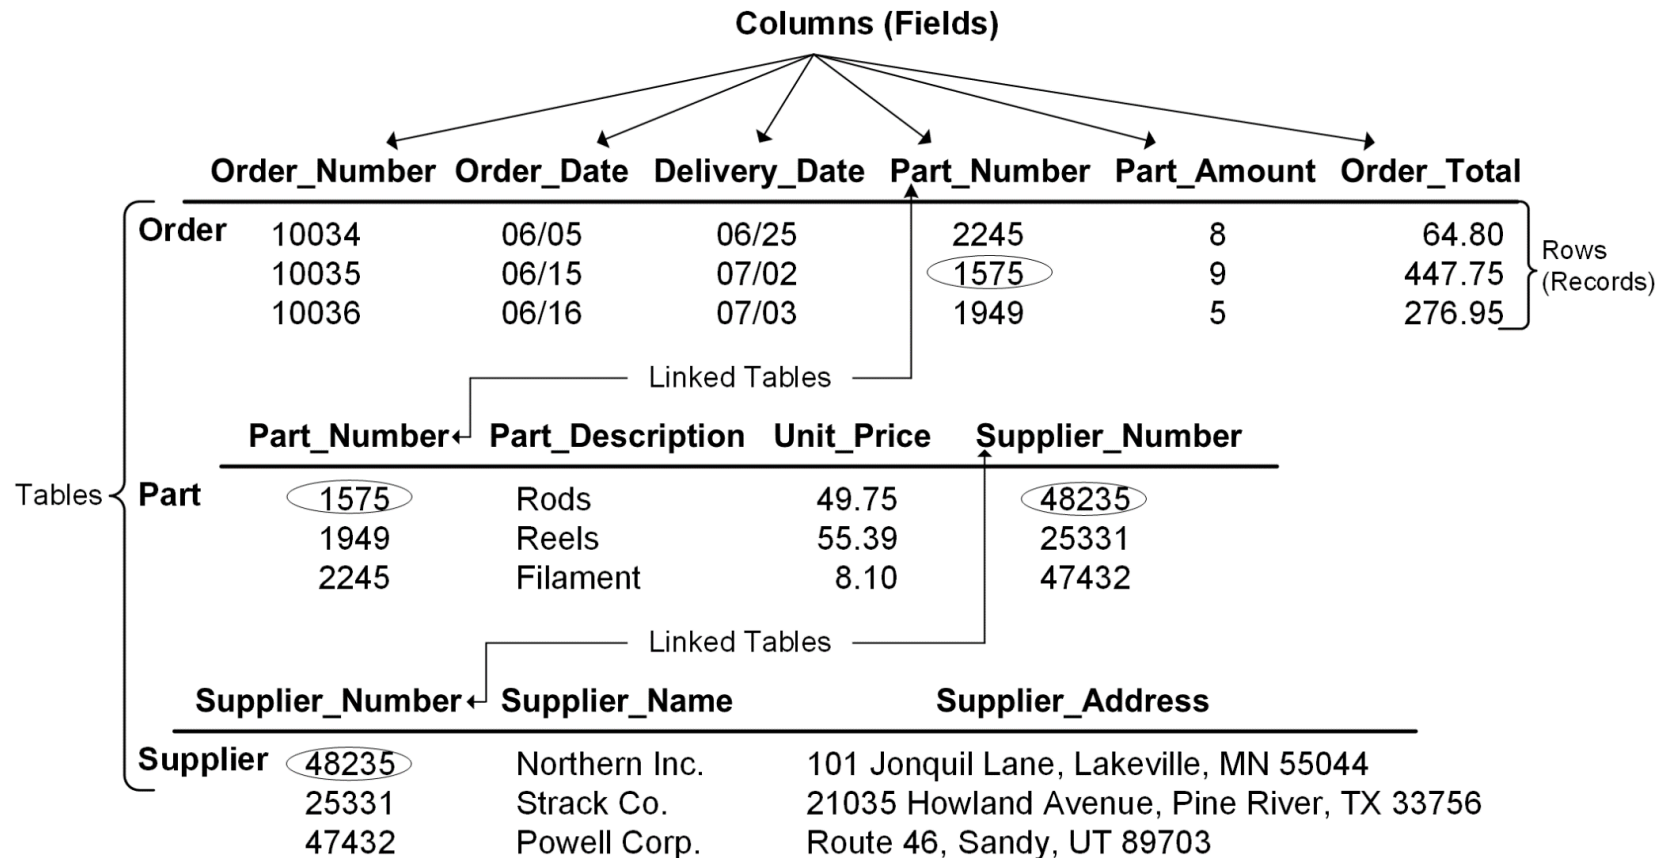 Columns (Fields)
Order_Number Order_Date Delivery_Date Part_Number Part_Amount Order_Total
Order 10034 06/05 06/25 2245 8 64.80
10035 06/15 07/02 1575 9 447.75
10036 06/16 07/03 1949 5 276.95
Rows
(Records)
Linked Tables
Part_Number Part_Description Unit_Price Supplier_Number
Tables Part 1575 Rods 49.75 48235
1949 Reels 55.39 25331
2245 Filament 8.10 47432
Linked Tables
Supplier_Number Supplier_Name Supplier_Address
Supplier 48235 Northern Inc. 101 Jonquil Lane, Lakeville, MN 55044
25331 Strack Co. 21035 Howland Avenue, Pine River, TX 33756
47432 Powell Corp. Route 46, Sandy, UT 89703